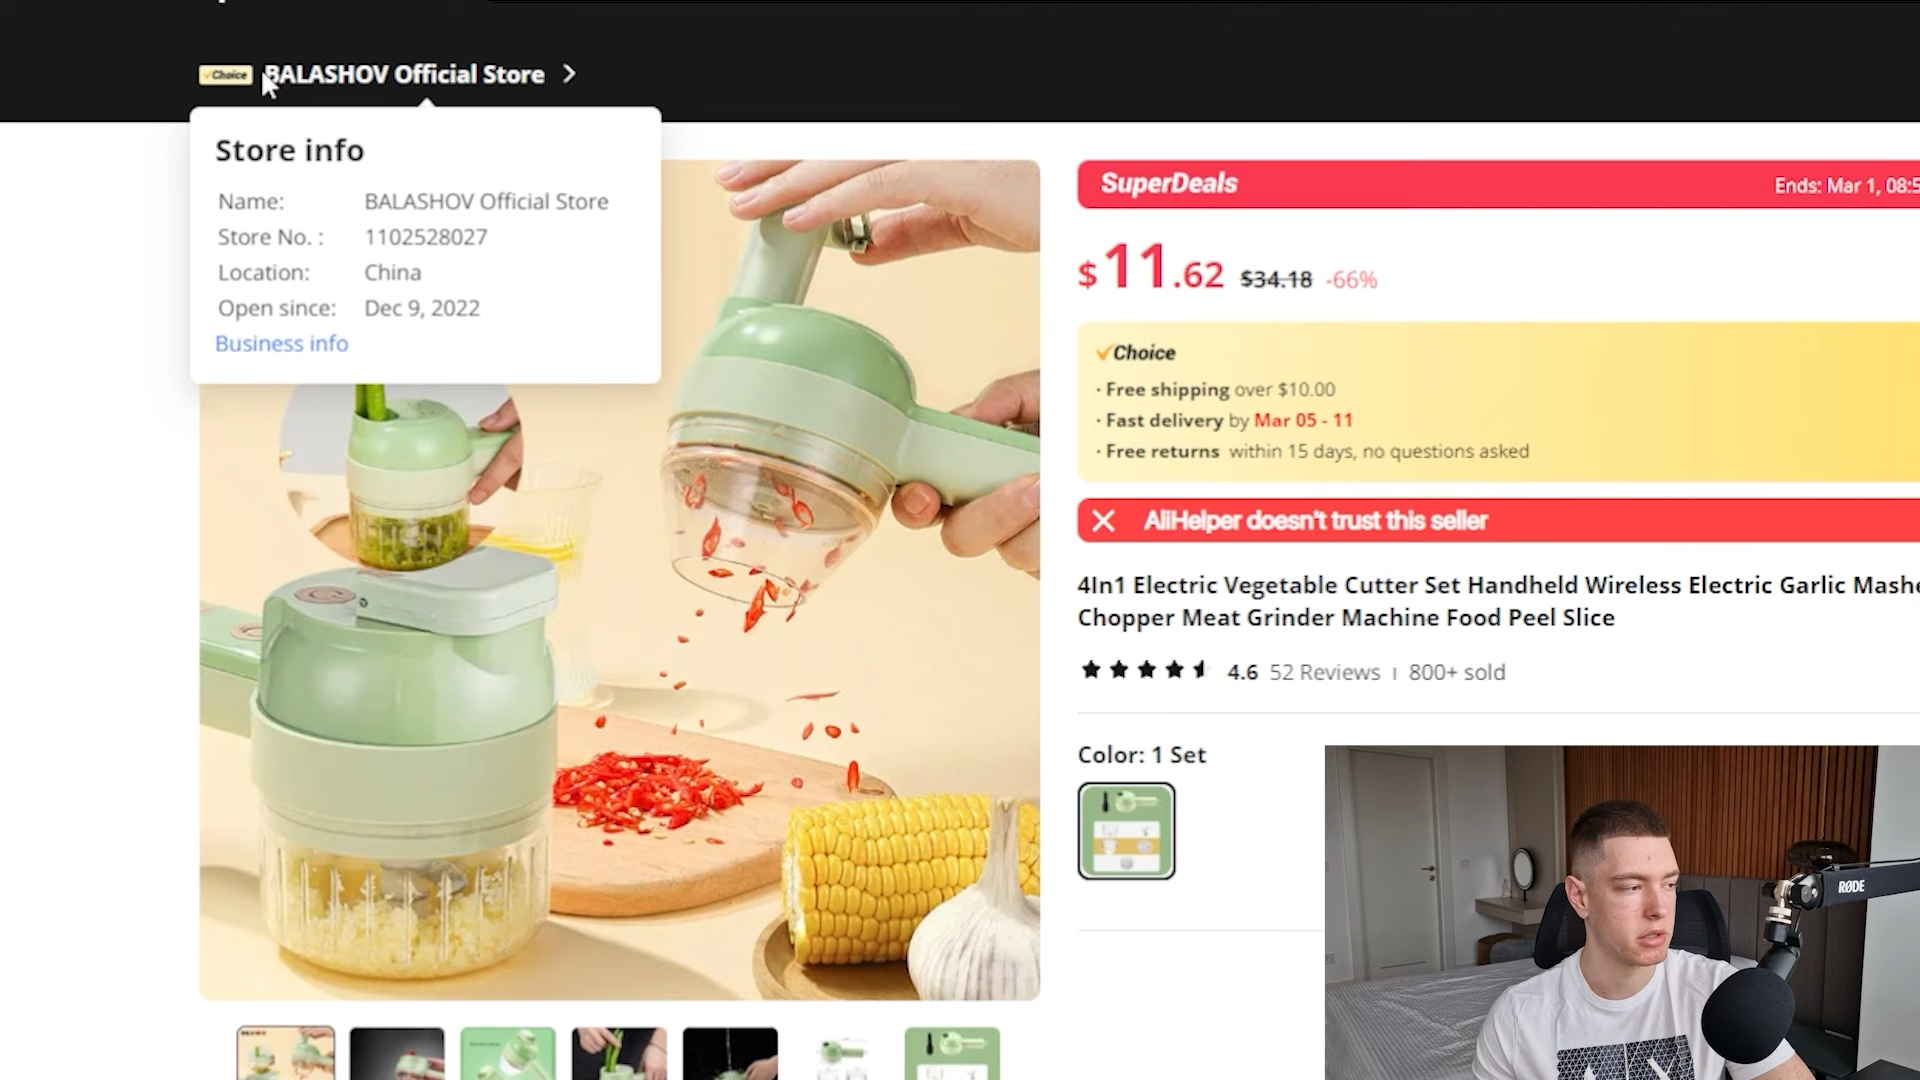 Choice
BALASHOV Official Store
Store info
Name: BALASHOV Official Store
Store No. : 1102528027
Location: China
Open since: Dec 9, 2022
Business info
SuperDeals
Ends: Mar 1, 08:5
$11.62 $34.18 -66%
Choice
· Free shipping over $10.00
· Fast delivery by Mar 05 - 11
· Free returns within 15 days, no questions asked
AliHelper doesn't trust this seller
4In1 Electric Vegetable Cutter Set Handheld Wireless Electric Garlic Mashe
Chopper Meat Grinder Machine Food Peel Slice
4.6 52 Reviews | 800+ sold
Color: 1 Set
RØDE